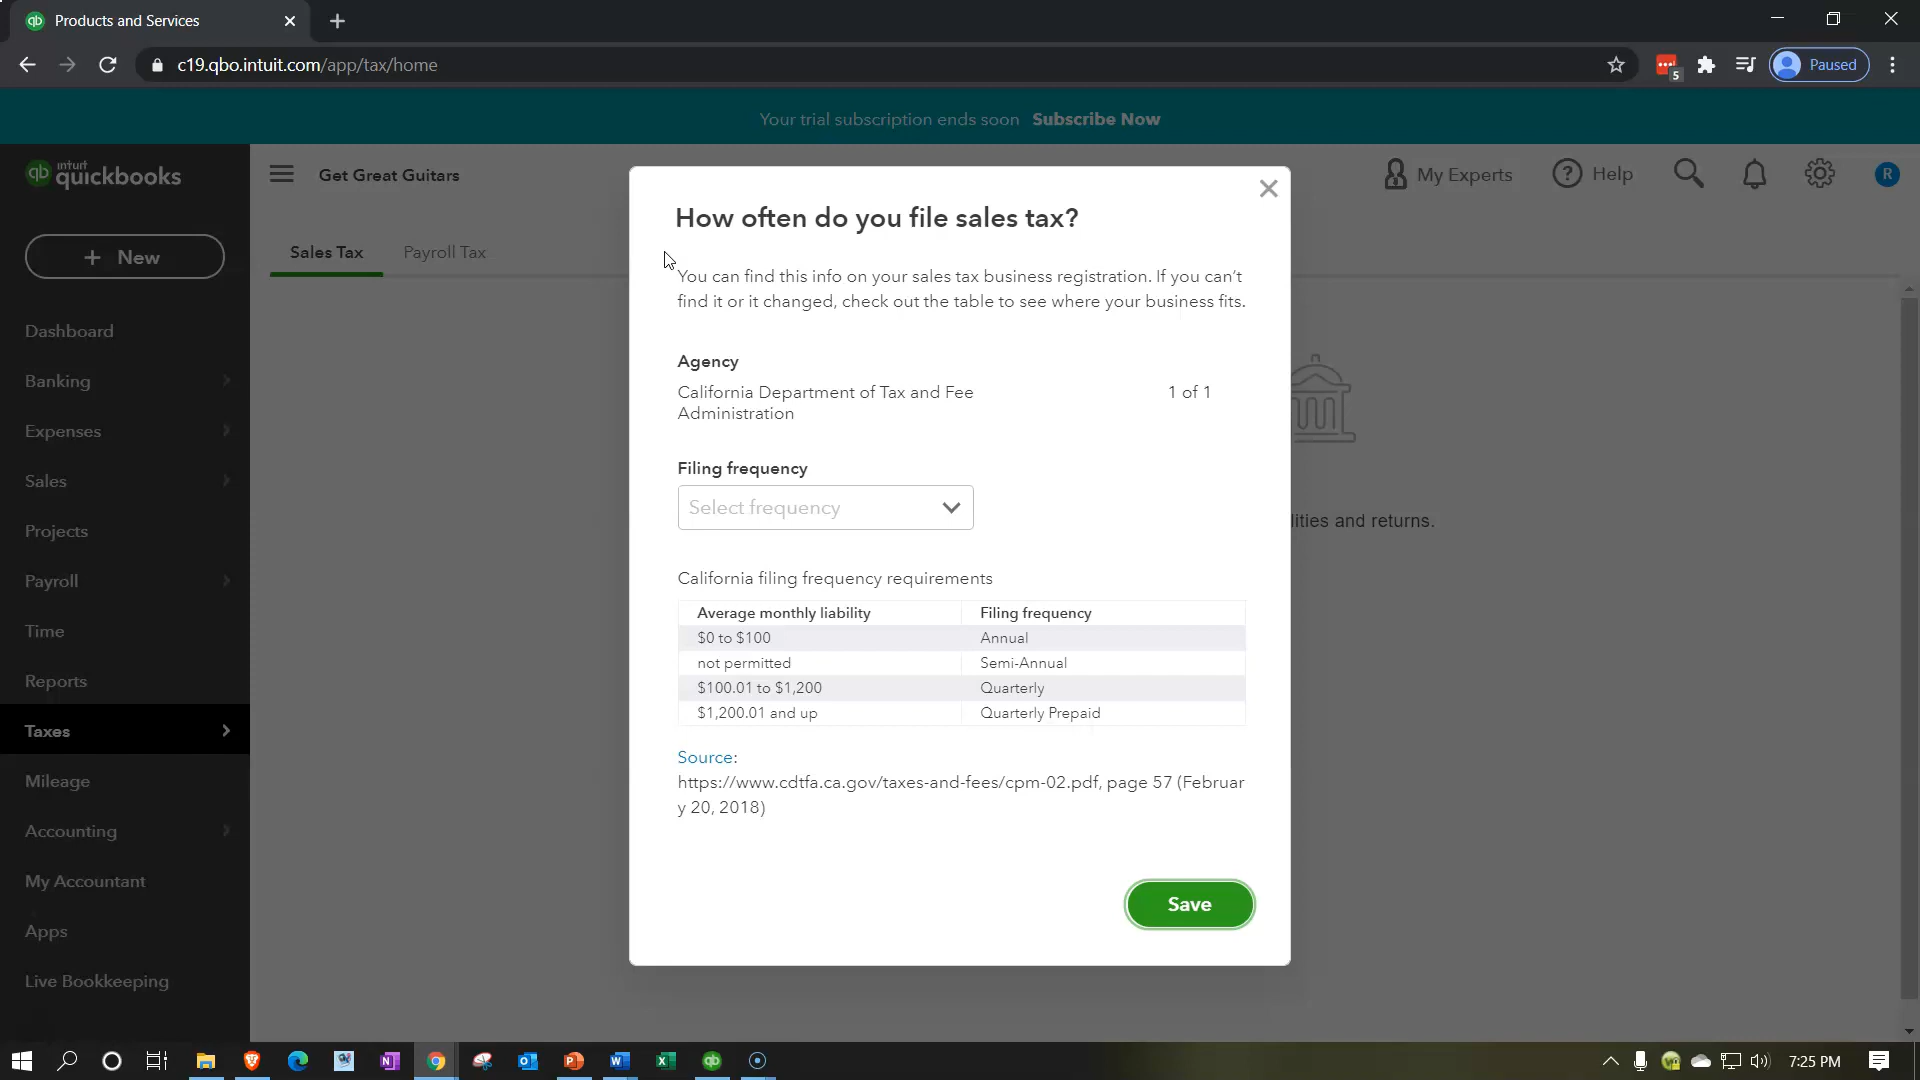 Products and Services
c19.qbo.intuit.com/app/tax/home
5
Paused
Your trial subscription ends soon Subscribe Now
qb intuit quickbooks
Get Great Guitars
My Experts
Help
R
+ New
Sales Tax
Payroll Tax
Dashboard
Banking
Expenses
Sales
Projects
Payroll
Time
Reports
Taxes
Mileage
Accounting
My Accountant
Apps
Live Bookkeeping
How often do you file sales tax?
You can find this info on your sales tax business registration. If you can't
find it or it changed, check out the table to see where your business fits.
Agency
California Department of Tax and Fee 1 of 1
Administration
Filing frequency
Select frequency
California filing frequency requirements
Average monthly liability Filing frequency
$0 to $100 Annual
not permitted Semi-Annual
$100.01 to $1,200 Quarterly
$1,200.01 and up Quarterly Prepaid
Source:
https://www.cdtfa.ca.gov/taxes-and-fees/cpm-02.pdf, page 57 (Februar
y 20, 2018)
Save
lities and returns.
7:25 PM